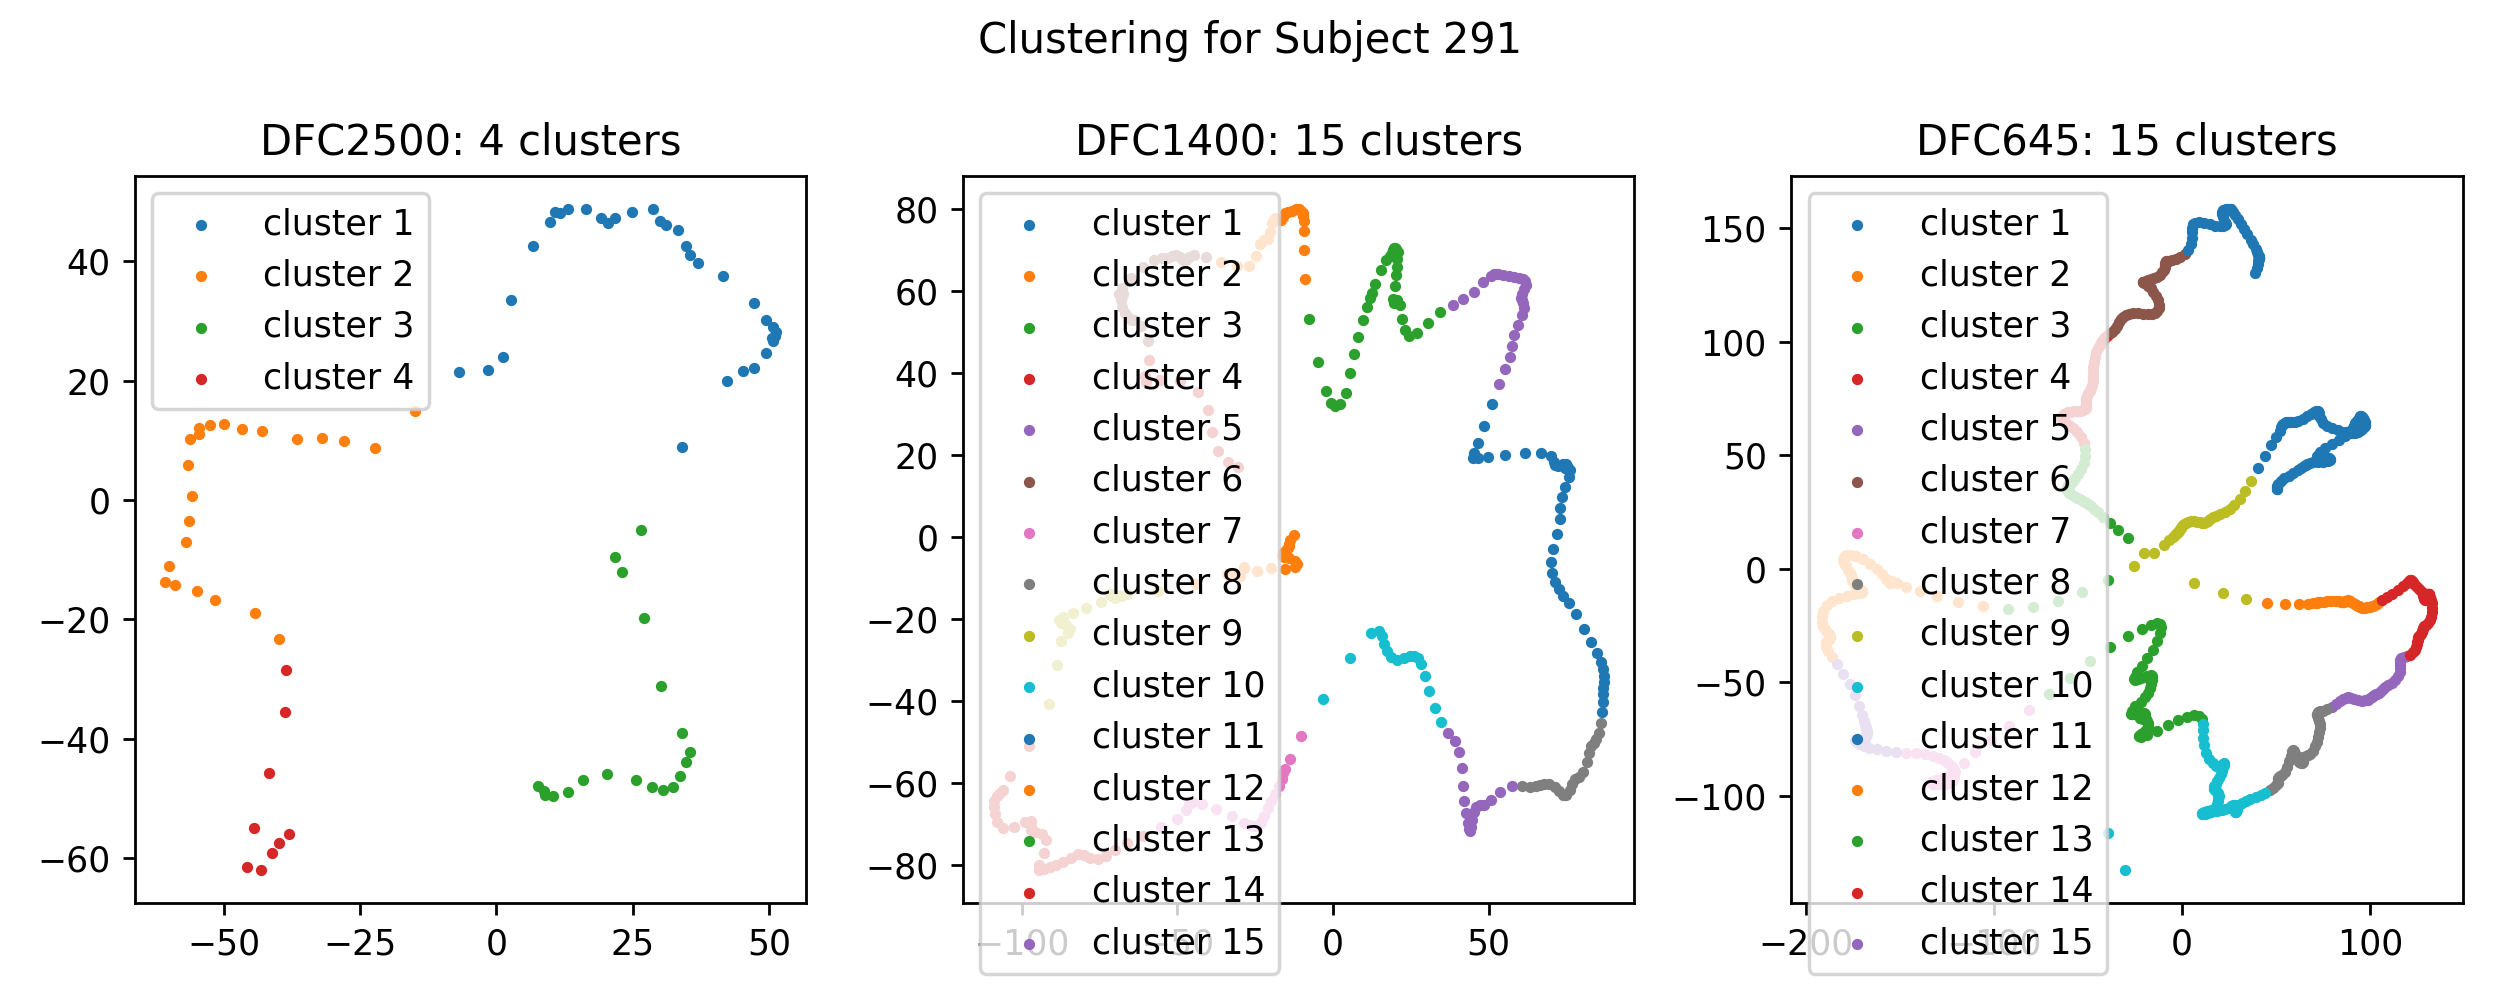 Clustering for Subject 291
DFC2500: 4 clusters
cluster 1
cluster 2
cluster 3
cluster 4
40
20
0
−20
−40
−60
−50
−25
0
25
50
DFC1400: 15 clusters
cluster 1
cluster 2
cluster 3
cluster 4
cluster 5
cluster 6
cluster 7
cluster 8
cluster 9
cluster 10
cluster 11
cluster 12
cluster 13
cluster 14
cluster 15
80
60
40
20
0
−20
−40
−60
−80
−100
−50
0
50
DFC645: 15 clusters
cluster 1
cluster 2
cluster 3
cluster 4
cluster 5
cluster 6
cluster 7
cluster 8
cluster 9
cluster 10
cluster 11
cluster 12
cluster 13
cluster 14
cluster 15
150
100
50
0
−50
−100
−200
−100
0
100